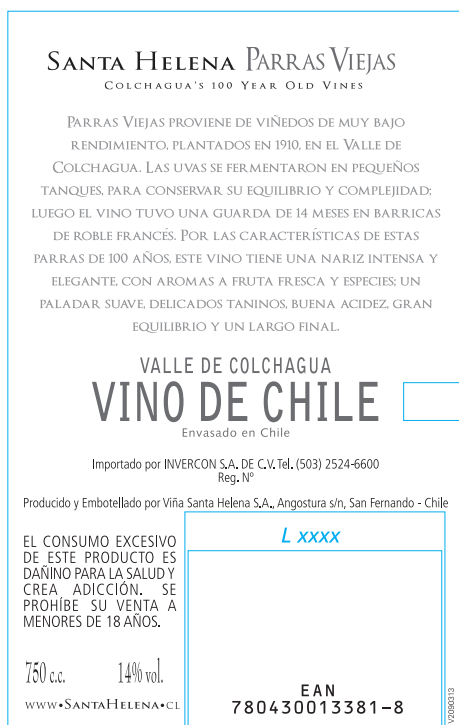 Santa Helena Parras Viejas
Colchagua's 100 Year Old Vines
Parras Viejas proviene de viñedos de muy bajo
rendimiento, plantados en 1910, en el Valle de
Colchagua. Las uvas se fermentaron en pequeños
tanques, para conservar su equilibrio y complejidad;
luego el vino tuvo una guarda de 14 meses en barricas
de roble francés. Por las características de estas
parras de 100 años, este vino tiene una nariz intensa y
elegante, con aromas a fruta fresca y especies; un
paladar suave, delicados taninos, buena acidez, gran
equilibrio y un largo final.
VALLE DE COLCHAGUA
VINO DE CHILE
Envasado en Chile
Importado por INVERCON S.A. DE C.V. Tel. (503) 2524-6600
Reg. Nº
Producido y Embotellado por Viña Santa Helena S.A., Angostura s/n, San Fernando - Chile
EL CONSUMO EXCESIVO
DE ESTE PRODUCTO ES
DAÑINO PARA LA SALUD Y
CREA ADICCIÓN. SE
PROHÍBE SU VENTA A
MENORES DE 18 AÑOS.
750 c.c. 14% vol.
www•SantaHelena•cl
L xxxx
EAN
780430013381-8
Y2090313